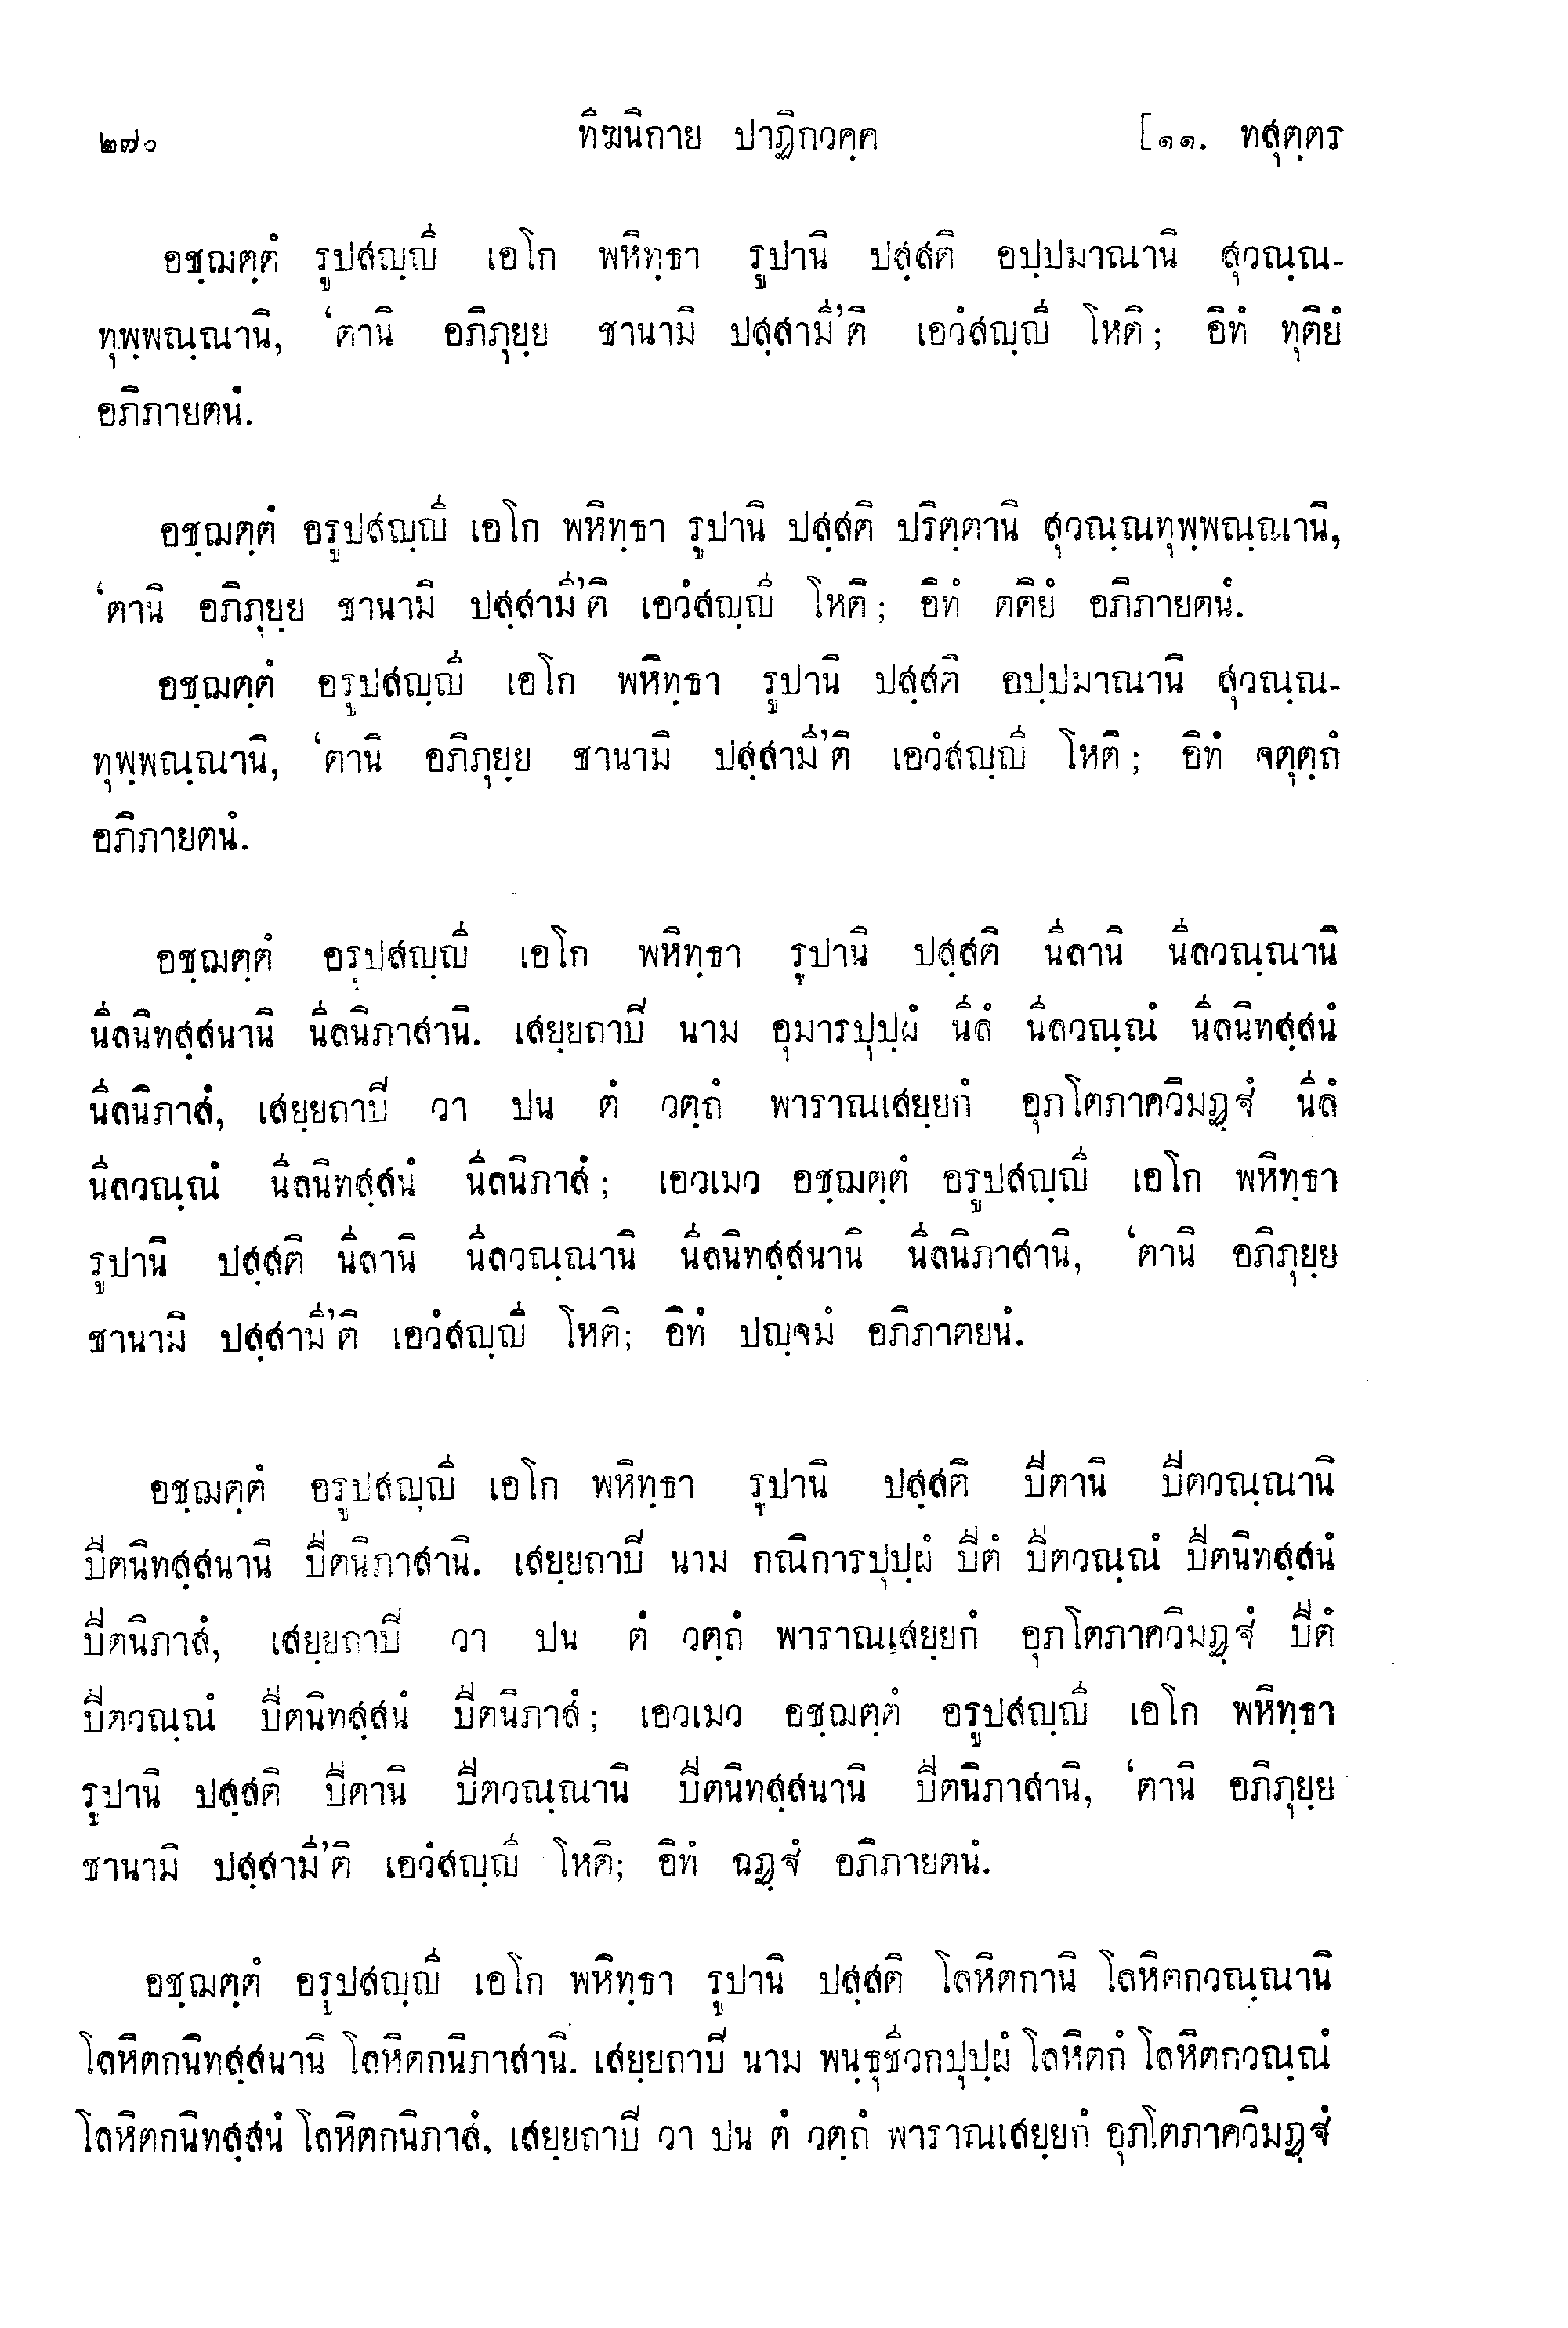 ๒๗๐ ทีฆนิกาย ปาฏิกวคฺค [๑๑. ทสุตฺตร
อชฺฌตฺตํ รูปสญฺญี เอโก พหิทฺธา รูปานิ ปสฺสติ อปฺปมาณานิ สุวณฺณ-
ทุพฺพณฺณานิ, ‘ตานิ อภิภุยฺย ชานามิ ปสฺสามี’ติ เอวํสญฺญี โหติ; อิทํ ทุติยํ
อภิภายตนํ.
อชฺฌตฺตํ อรูปสญฺญี เอโก พหิทฺธา รูปานิ ปสฺสติ ปริตฺตานิ สุวณฺณทุพฺพณฺณานิ,
‘ตานิ อภิภุยฺย ชานามิ ปสฺสามี’ติ เอวํสญฺญี โหติ; อิทํ ตติยํ อภิภายตนํ.
อชฺฌตฺตํ อรูปสญฺญี เอโก พหิทฺธา รูปานิ ปสฺสติ อปฺปมาณานิ สุวณฺณ-
ทุพฺพณฺณานิ, ‘ตานิ อภิภุยฺย ชานามิ ปสฺสามี’ติ เอวํสญฺญี โหติ; อิทํ จตุตฺถํ
อภิภายตนํ.
อชฺฌตฺตํ อรุปสญฺญี เอโก พหิทฺธา รูปานิ ปสฺสติ นีลานิ นีลวณฺณานิ
นีลนิทสฺสนานิ นีลนิภาสานิ. เสยฺยถาปี นาม อุมารปุปฺผํ นีลํ นีลวณฺณํ นีลนิทสฺสนํ
นีลนิภาสํ, เสยฺยถาปี วา ปน ตํ วตฺถํ พาราณเสยฺยกํ อุภโตภาควิมฏฺฐํ นีลํ
นีลวณฺณํ นีลนิทสฺสนํ นีลนิภาสํ; เอวเมว อชฺฌตฺตํ อรูปสญฺญี เอโก พหิทฺธา
รูปานิ ปสฺสติ นีลานิ นีลวณฺณานิ นีลนิทสฺสนานิ นีลนิภาสานิ, ‘ตานิ อภิภุยฺย
ชานามิ ปสฺสามี’ติ เอวํสญฺญี โหติ; อิทํ ปญฺจมํ อภิภาตยนํ.
อชฺฌตฺตํ อรูปสญฺญี เอโก พหิทฺธา รูปานิ ปสฺสติ ปีตานิ ปีตวณฺณานิ
ปีตนิทสฺสนานิ ปีตนิภาสานิ. เสยฺยถาปี นาม กณิการปุปฺผํ ปีตํ ปีตวณฺณํ ปีตนิทสฺสนํ
ปีตนิภาสํ, เสยฺยถาปี วา ปน ตํ วตฺถํ พาราณเสยฺยกํ อุภโตภาควิมฏฺฐํ ปีตํ
ปีตวณฺณํ ปีตนิทสฺสนํ ปีตนิภาสํ; เอวเมว อชฺฌตฺตํ อรูปสญฺญี เอโก พหิทฺธา
รูปานิ ปสฺสติ ปีตานิ ปีตวณฺณานิ ปีตนิทสฺสนานิ ปีตนิภาสานิ, ‘ตานิ อภิภุยฺย
ชานามิ ปสฺสามี’ติ เอวํสญฺญี โหติ; อิทํ ฉฏฺฐํ อภิภายตนํ.
อชฺฌตฺตํ อรุปสญฺญี เอโก พหิทฺธา รูปานิ ปสฺสติ โลหิตกานิ โลหิตกวณฺณานิ
โลหิตกนิทสฺสนานิ โลหิตกนิภาสานิ. เสยฺยถาปี นาม พนฺธุชีวกปุปฺผํ โลหิตกํ โลหิตกวณฺณํ
โลหิตกนิทสฺสนํ โลหิตกนิภาสํ, เสยฺยถาปี วา ปน ตํ วตฺถํ พาราณเสยฺยกํ อุภโตภาควิมฏฺฐํ